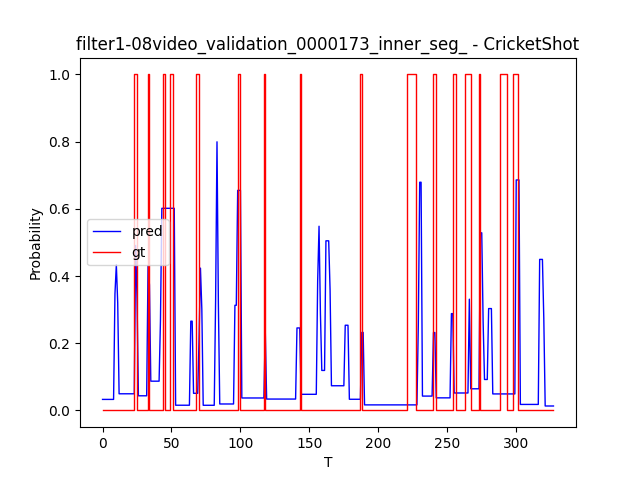 filter1-08video_validation_0000173_inner_seg_ - CricketShot
1.0
0.8
0.6
0.4
0.2
0.0
Probability
pred
gt
0 50 100 150 200 250 300
T